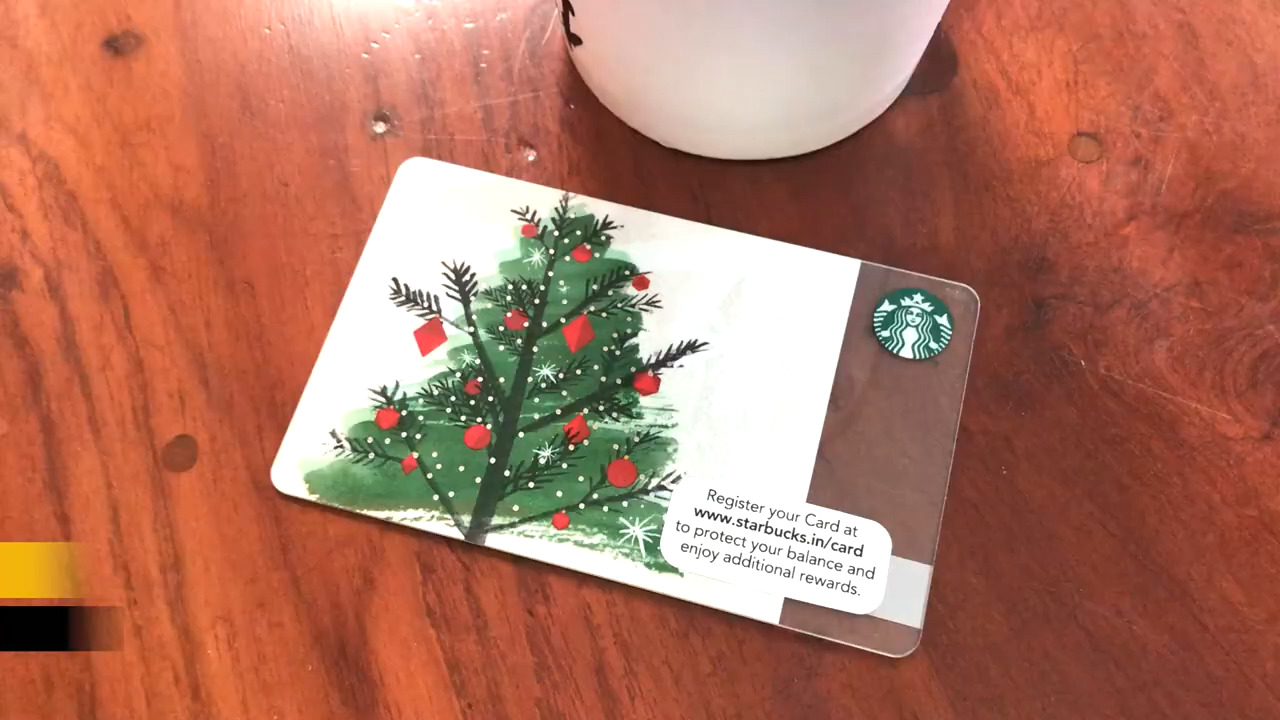 Register your Card at
www.starbucks.in/card
to protect your balance and
enjoy additional rewards.